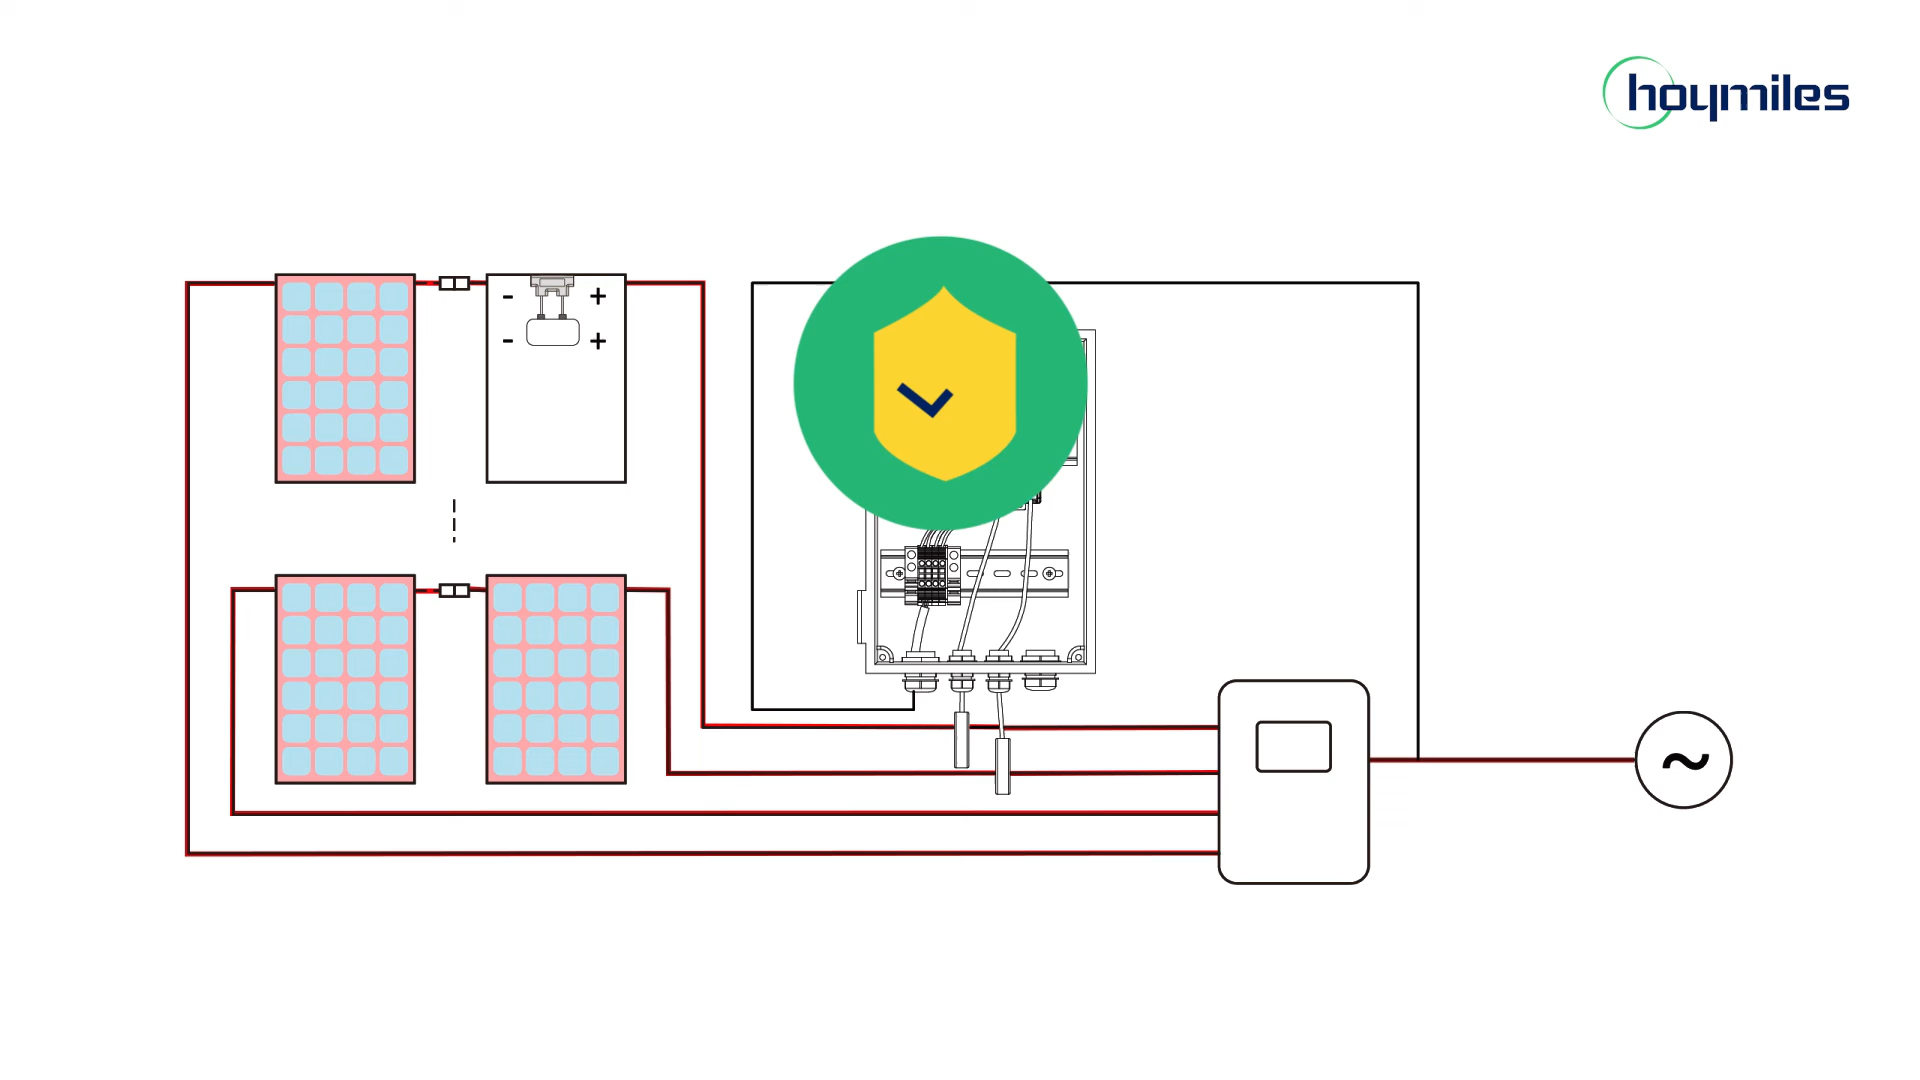 hoymiles
- +
- +
~